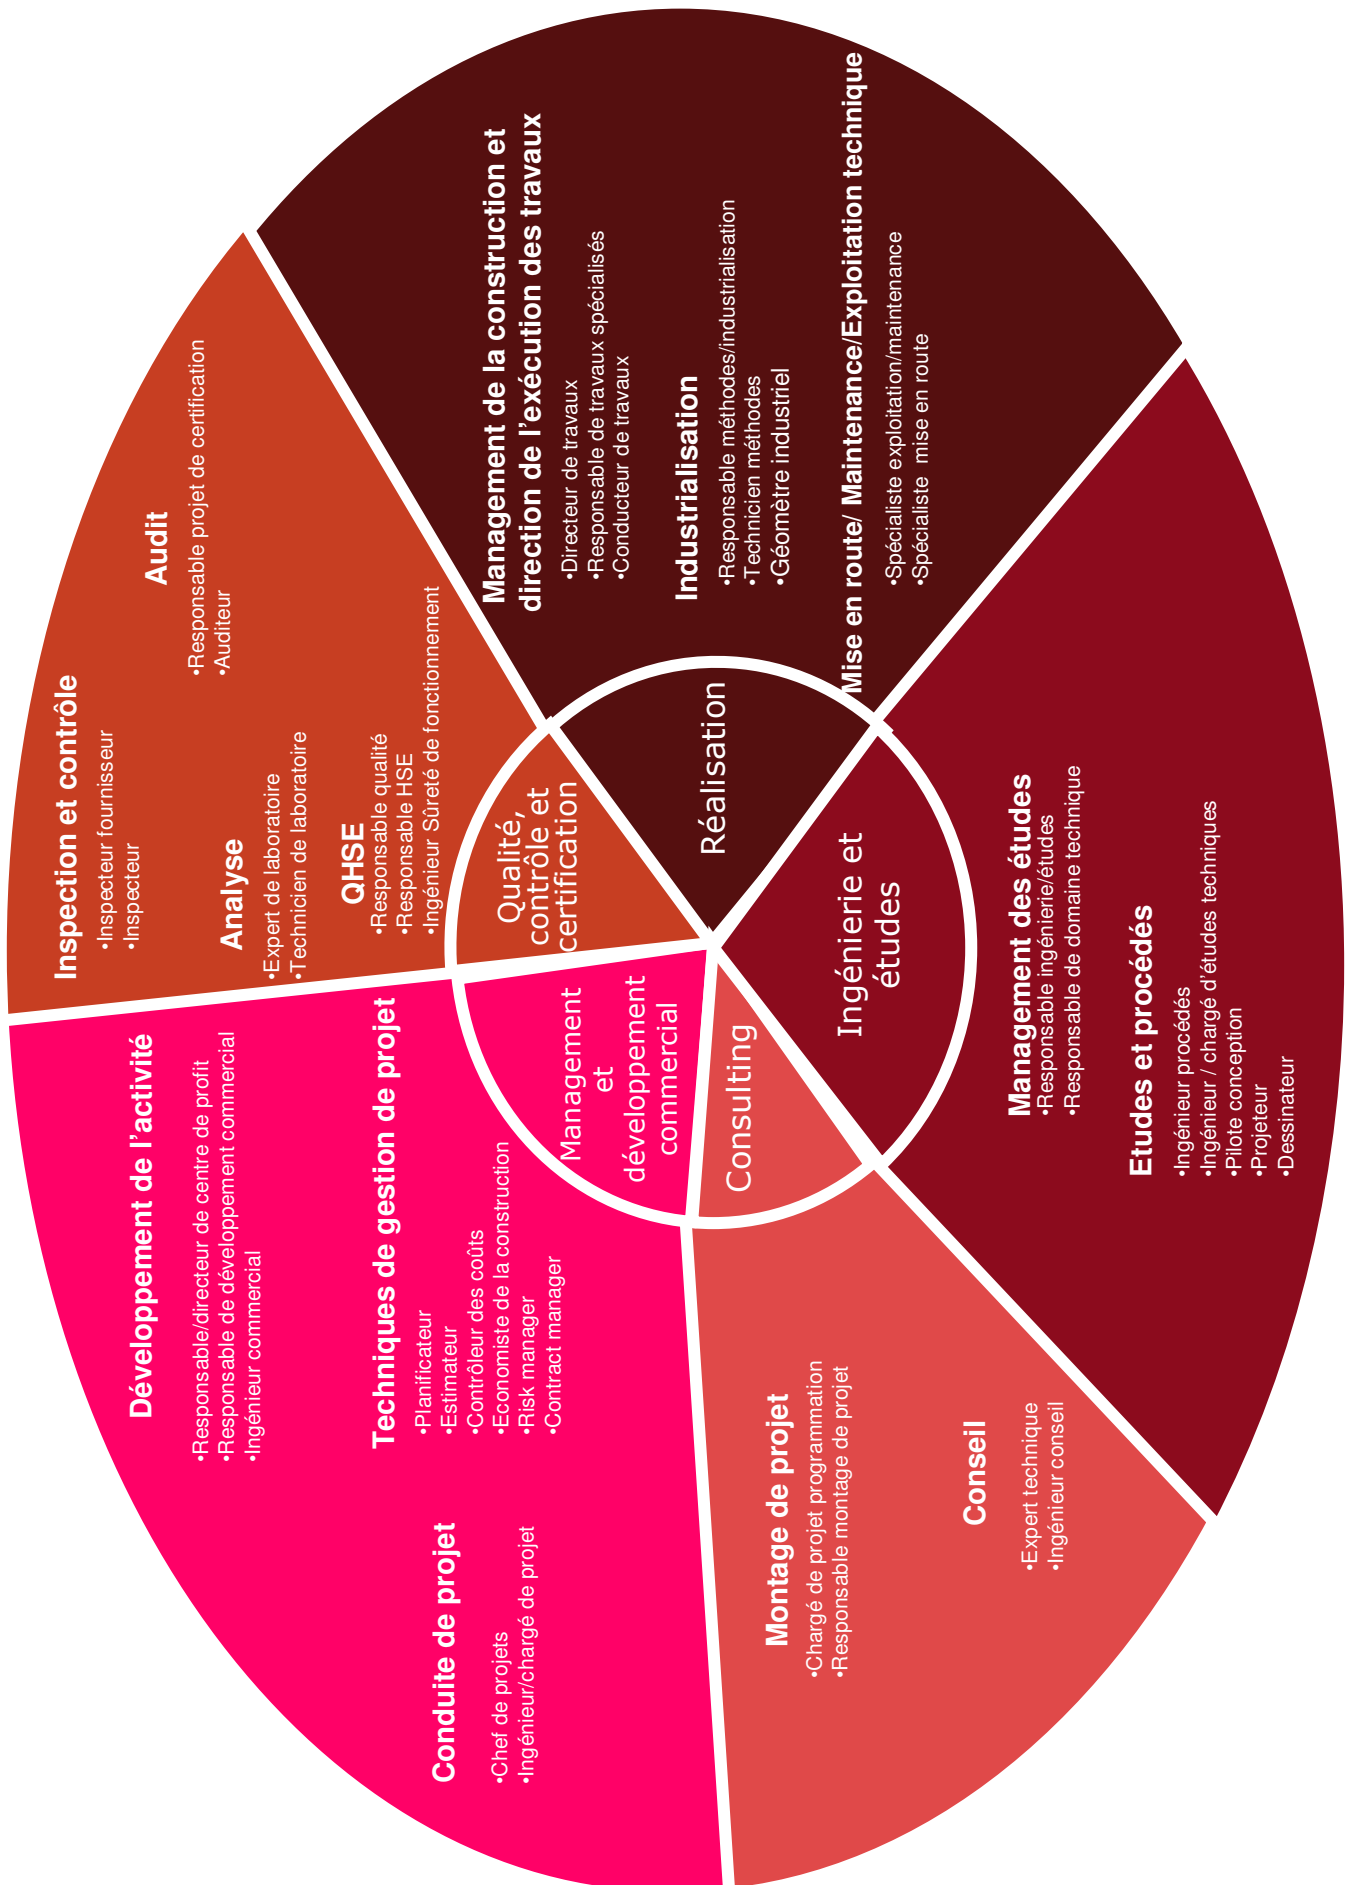 Développement de l'activité
•Responsable/directeur de centre de profit
•Responsable de développement commercial
•Ingénieur commercial
Techniques de gestion de projet
•Planificateur
•Estimateur
•Contrôleur des coûts
•Economiste de la construction
•Risk manager
•Contract manager
Conduite de projet
•Chef de projets
•Ingénieur/chargé de projet
Management
et
développement
commercial
Inspection et contrôle
•Inspecteur fournisseur
•Inspecteur
Audit
•Responsable projet de certification
•Auditeur
Analyse
•Expert de laboratoire
•Technicien de laboratoire
QHSE
•Responsable qualité
•Responsable HSE
•Ingénieur Sûreté de fonctionnement
Qualité,
contrôle et
certification
Management de la construction et
direction de l'exécution des travaux
•Directeur de travaux
•Responsable de travaux spécialisés
•Conducteur de travaux
Industrialisation
•Responsable méthodes/industrialisation
•Technicien méthodes
•Géomètre industriel
Mise en route/ Maintenance/Exploitation technique
•Spécialiste exploitation/maintenance
•Spécialiste mise en route
Réalisation
Consulting
Montage de projet
•Chargé de projet programmation
•Responsable montage de projet
Conseil
•Expert technique
•Ingénieur conseil
Ingénierie et
études
Management des études
•Responsable ingénierie/études
•Responsable de domaine technique
Etudes et procédés
•Ingénieur procédés
•Ingénieur / chargé d'études techniques
•Pilote conception
•Projeteur
•Dessinateur